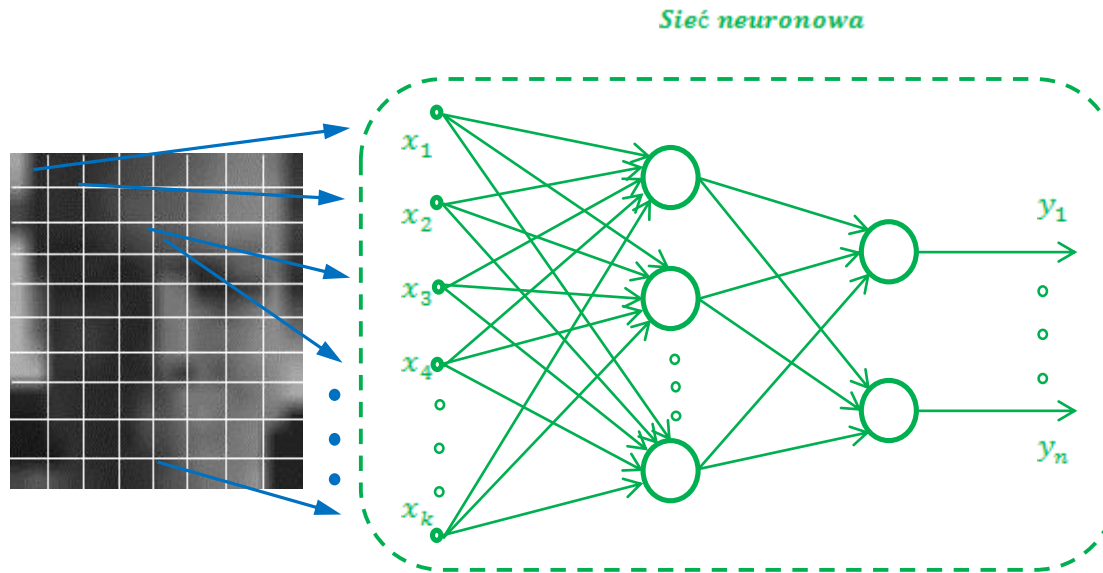 Sieć neuronowa
x₁
x₂
x₃
x₄
xₖ
y₁
yₙ